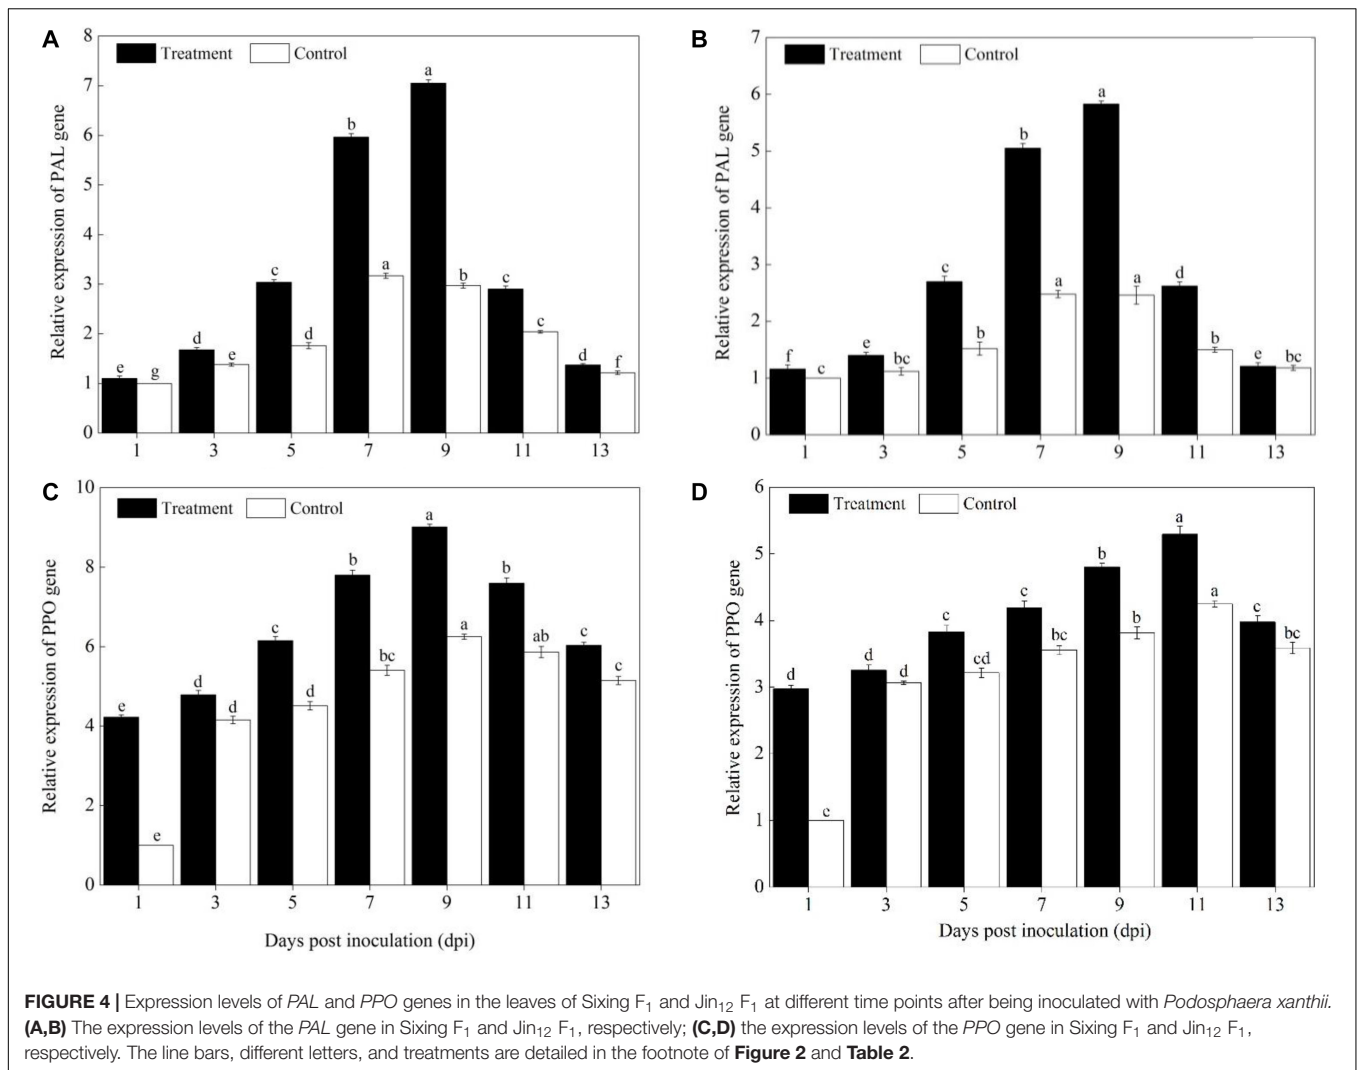 A
Treatment
Control
Relative expression of PAL gene
8
7
6
5
4
3
2
1
0
e
g
d
e
c
d
b
a
a
b
c
c
d
f
1 3 5 7 9 11 13
B
Treatment
Control
Relative expression of PAL gene
7
6
5
4
3
2
1
0
f
c
e
bc
c
b
b
a
a
a
d
b
e
bc
1 3 5 7 9 11 13
C
Treatment
Control
Relative expression of PPO gene
10
8
6
4
2
0
e
e
d
d
c
d
b
bc
a
a
b
ab
c
c
1 3 5 7 9 11 13
Days post inoculation (dpi)
D
Treatment
Control
Relative expression of PPO gene
6
5
4
3
2
1
0
d
e
d
d
c
cd
c
bc
b
b
a
a
c
bc
1 3 5 7 9 11 13
Days post inoculation (dpi)
FIGURE 4 | Expression levels of PAL and PPO genes in the leaves of Sixing F1 and Jin12 F1 at different time points after being inoculated with Podosphaera xanthii.
(A,B) The expression levels of the PAL gene in Sixing F1 and Jin12 F1, respectively; (C,D) the expression levels of the PPO gene in Sixing F1 and Jin12 F1,
respectively. The line bars, different letters, and treatments are detailed in the footnote of Figure 2 and Table 2.